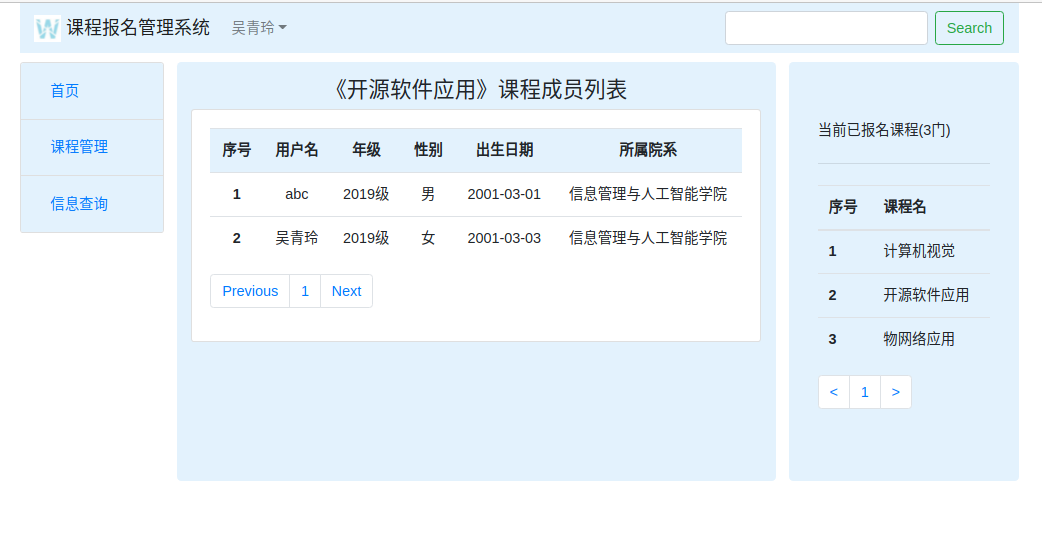 W 课程报名管理系统 吴青玲 Search
首页
课程管理
信息查询
《开源软件应用》课程成员列表
序号 用户名 年级 性别 出生日期 所属院系
1 abc 2019级 男 2001-03-01 信息管理与人工智能学院
2 吴青玲 2019级 女 2001-03-03 信息管理与人工智能学院
Previous 1 Next
当前已报名课程(3门)
序号 课程名
1 计算机视觉
2 开源软件应用
3 物网络应用
< 1 >